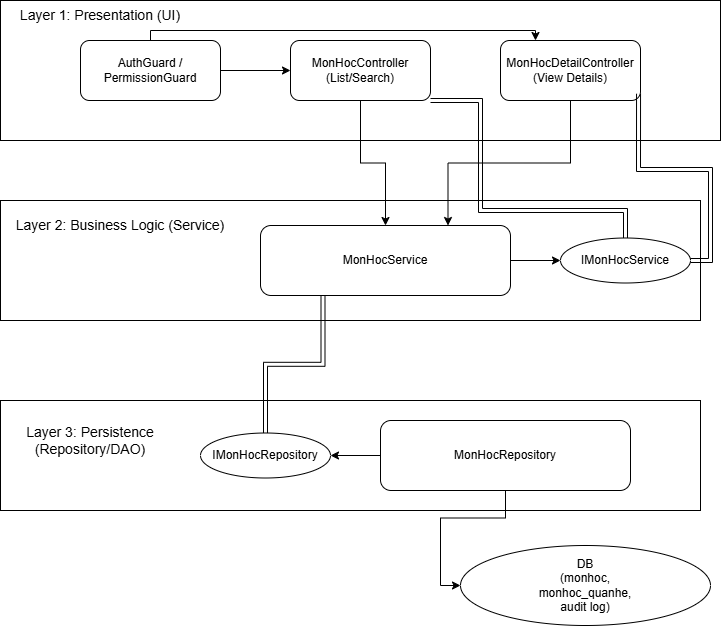 Layer 1: Presentation (UI)
AuthGuard /
PermissionGuard
MonHocController
(List/Search)
MonHocDetailController
(View Details)
Layer 2: Business Logic (Service)
MonHocService
IMonHocService
Layer 3: Persistence
(Repository/DAO)
IMonHocRepository
MonHocRepository
DB
(monhoc,
monhoc_quanhe,
audit log)